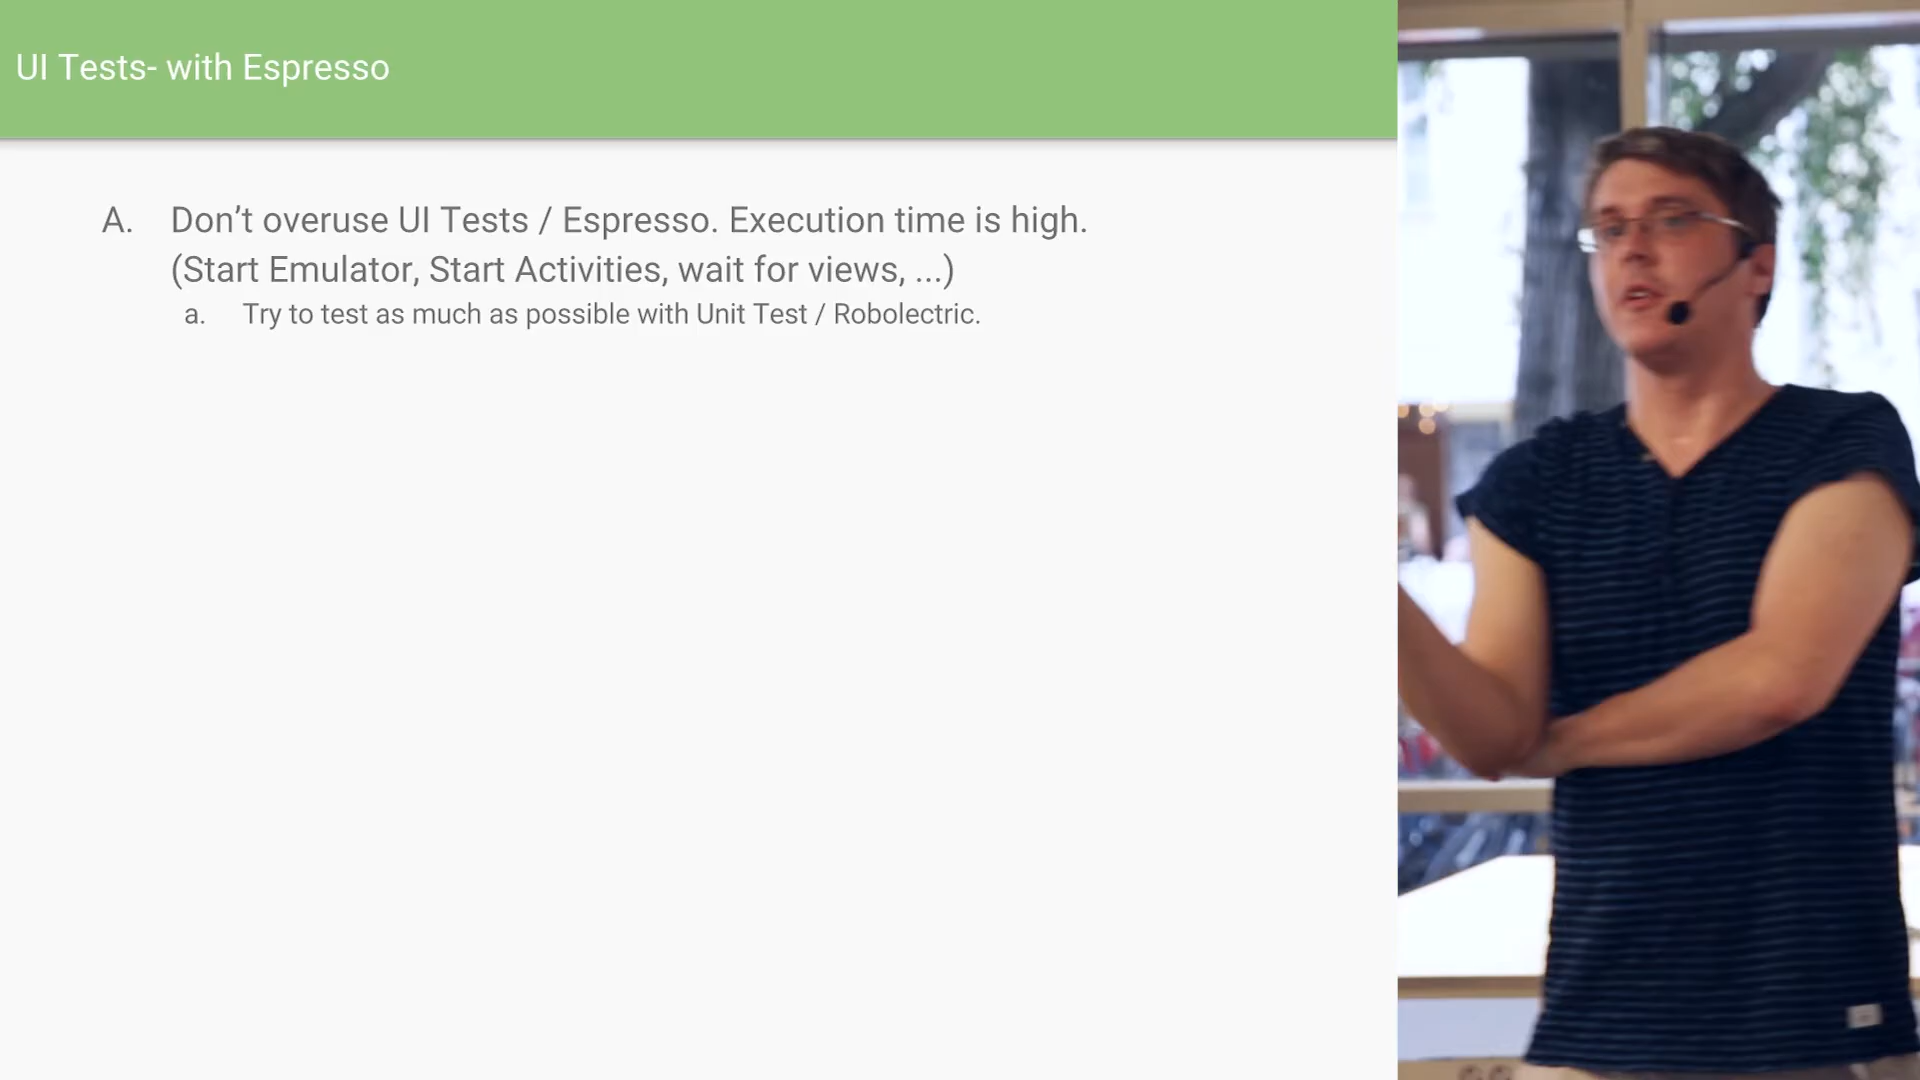 UI Tests- with Espresso
A. Don’t overuse UI Tests / Espresso. Execution time is high.
(Start Emulator, Start Activities, wait for views, ...)
a. Try to test as much as possible with Unit Test / Robolectric.